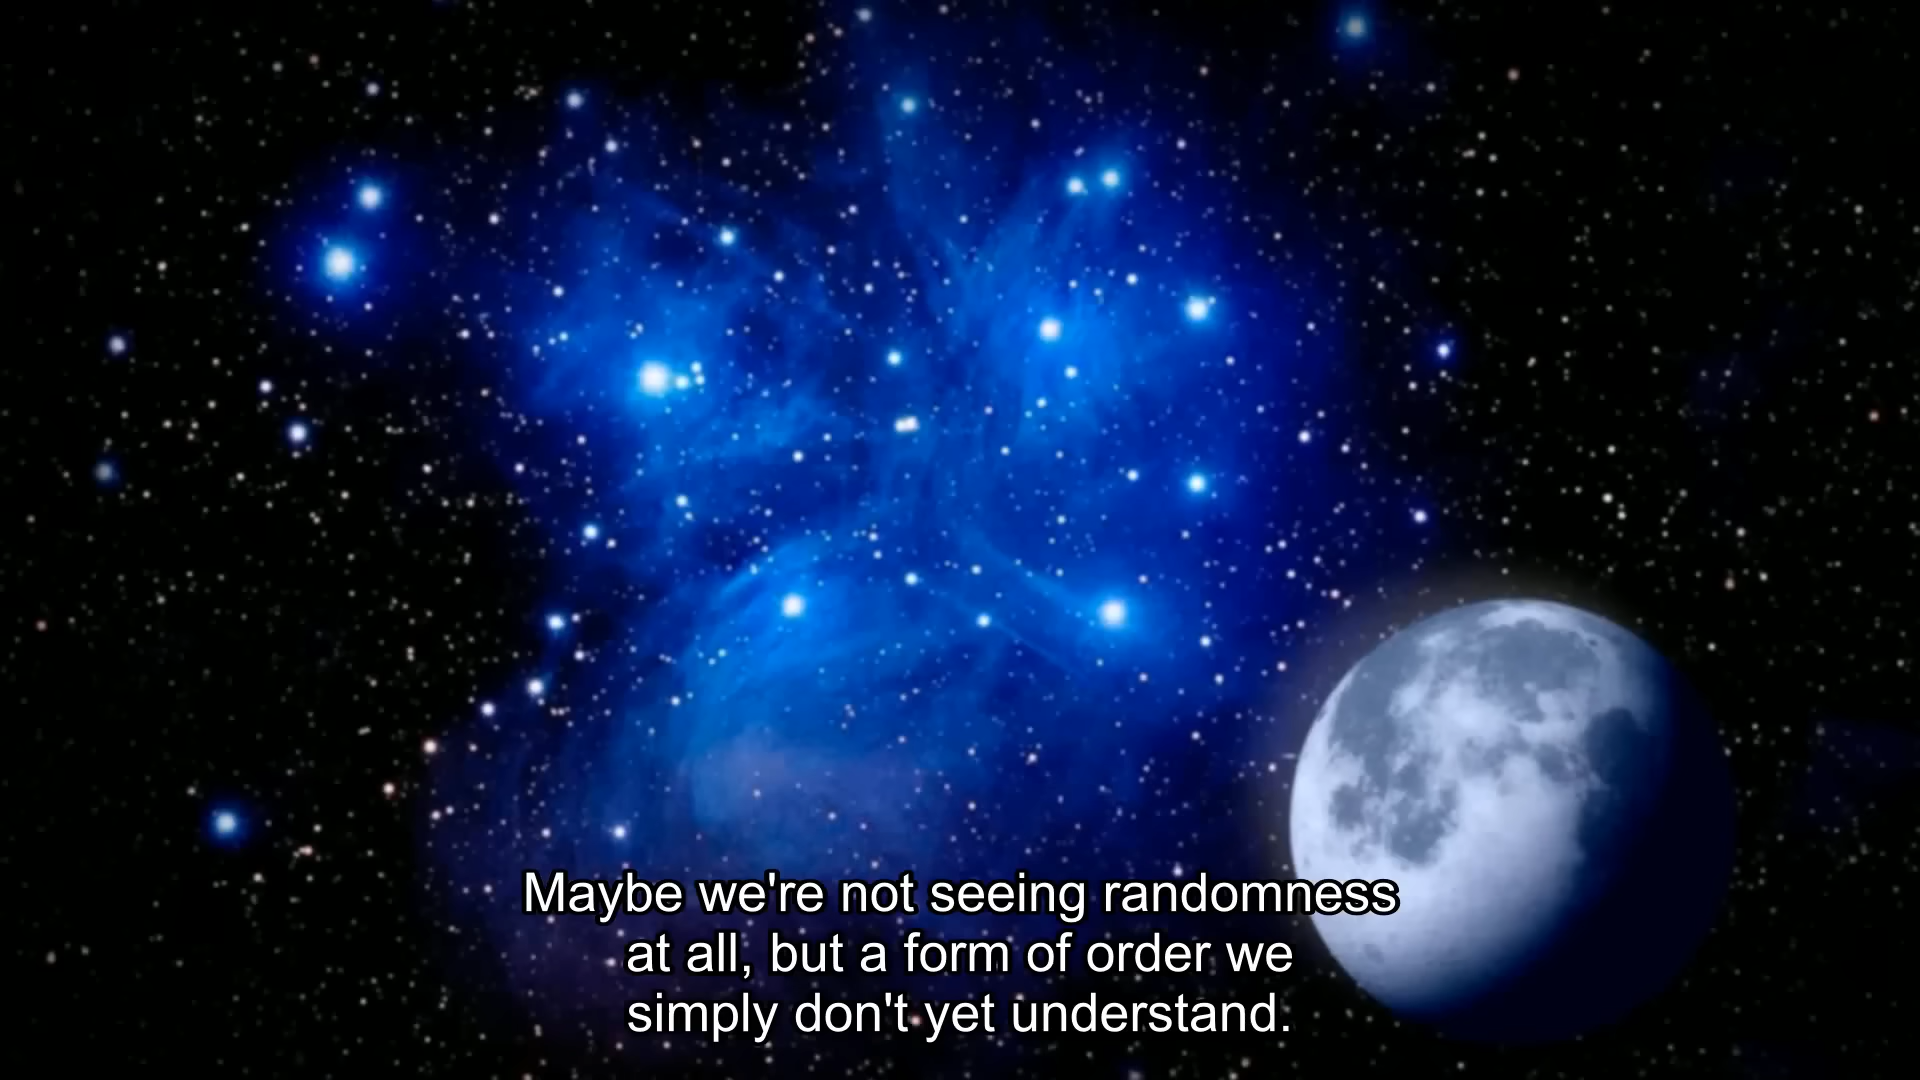 Maybe we're not seeing randomness
at all, but a form of order we
simply don't yet understand.